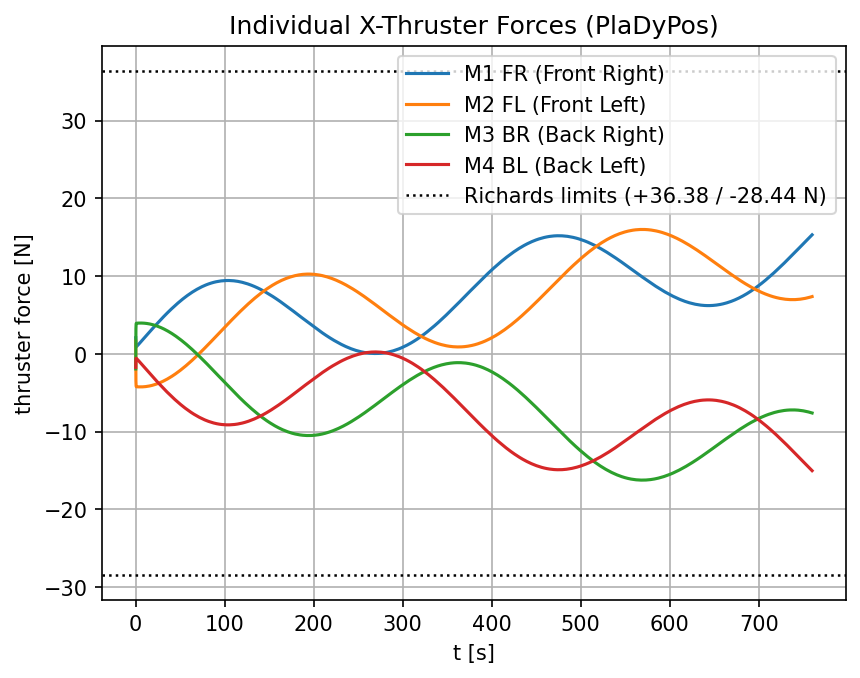 Individual X-Thruster Forces (PlaDyPos)
M1 FR (Front Right)
M2 FL (Front Left)
M3 BR (Back Right)
M4 BL (Back Left)
Richards limits (+36.38 / -28.44 N)
thruster force [N]
30
20
10
0
−10
−20
−30
0 100 200 300 400 500 600 700
t [s]